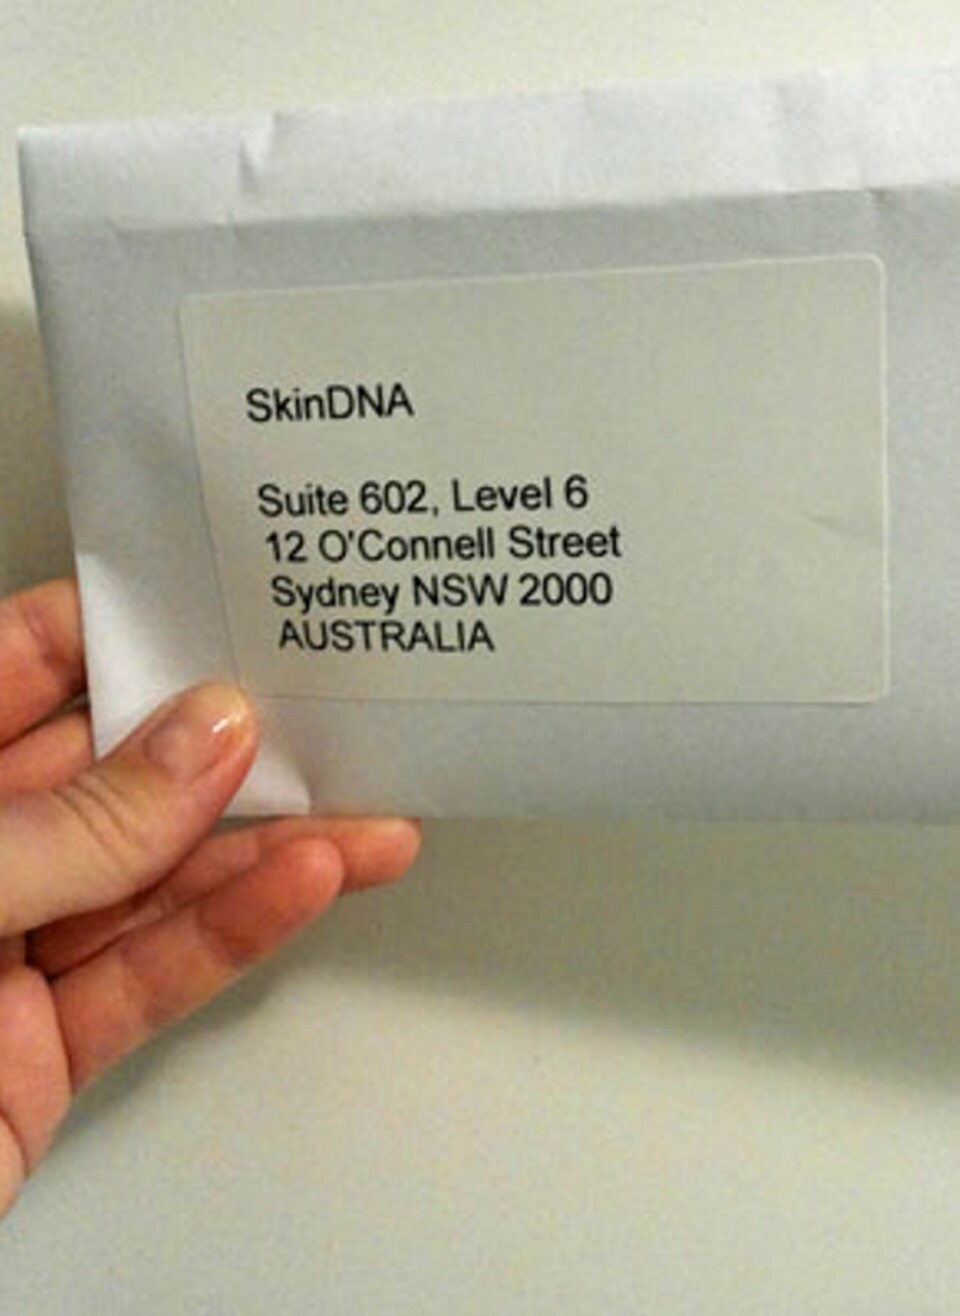 SkinDNA
Suite 602, Level 6
12 O'Connell Street
Sydney NSW 2000
AUSTRALIA